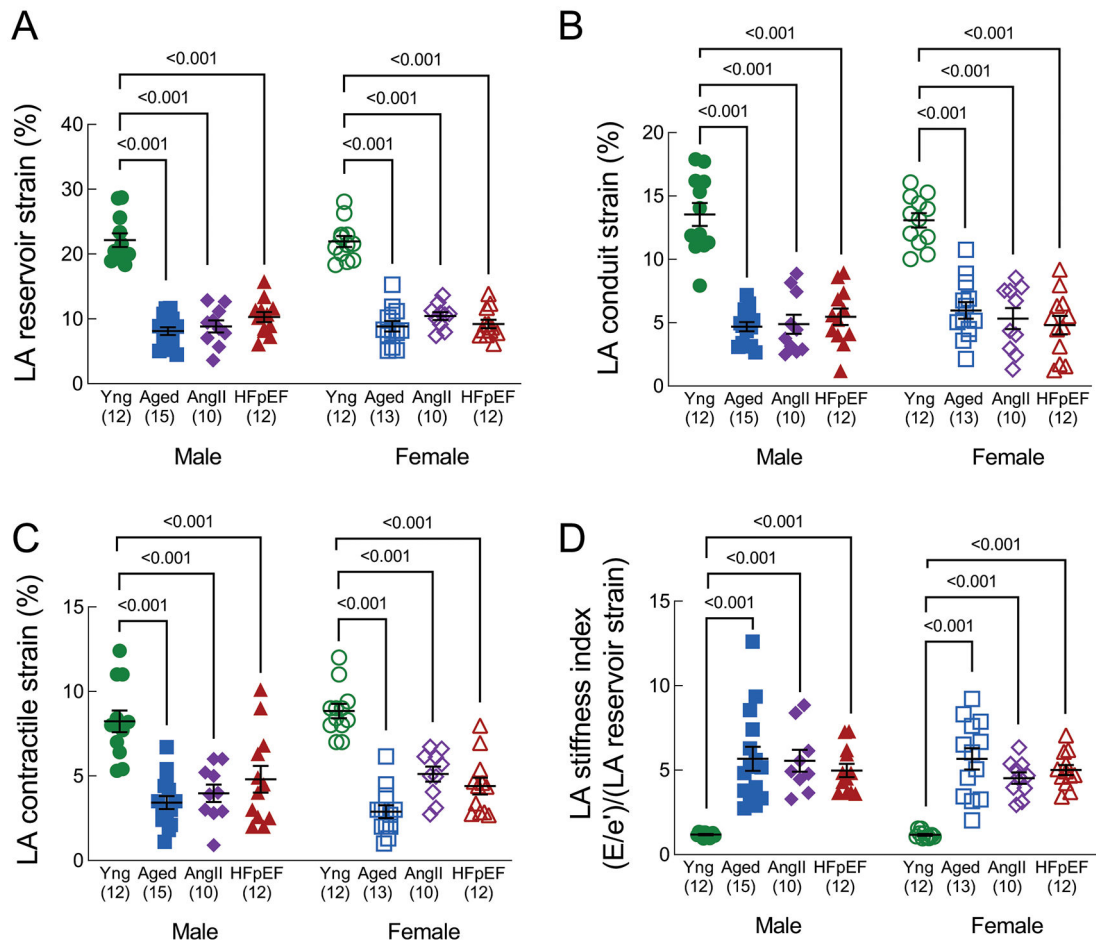 A
LA reservoir strain (%)
<0.001
<0.001
<0.001
<0.001
<0.001
<0.001
40
30
20
10
0
Yng Aged AngII HFpEF
(12) (15) (10) (12)
Yng Aged AngII HFpEF
(12) (13) (10) (12)
Male Female
B
LA conduit strain (%)
<0.001
<0.001
<0.001
<0.001
<0.001
<0.001
20
15
10
5
0
Yng Aged AngII HFpEF
(12) (15) (10) (12)
Yng Aged AngII HFpEF
(12) (13) (10) (12)
Male Female
C
LA contractile strain (%)
<0.001
<0.001
<0.001
<0.001
<0.001
<0.001
15
10
5
0
Yng Aged AngII HFpEF
(12) (15) (10) (12)
Yng Aged AngII HFpEF
(12) (13) (10) (12)
Male Female
D
LA stiffness index
(E/e')/(LA reservoir strain)
<0.001
<0.001
<0.001
<0.001
<0.001
<0.001
15
10
5
0
Yng Aged AngII HFpEF
(12) (15) (10) (12)
Yng Aged AngII HFpEF
(12) (13) (10) (12)
Male Female